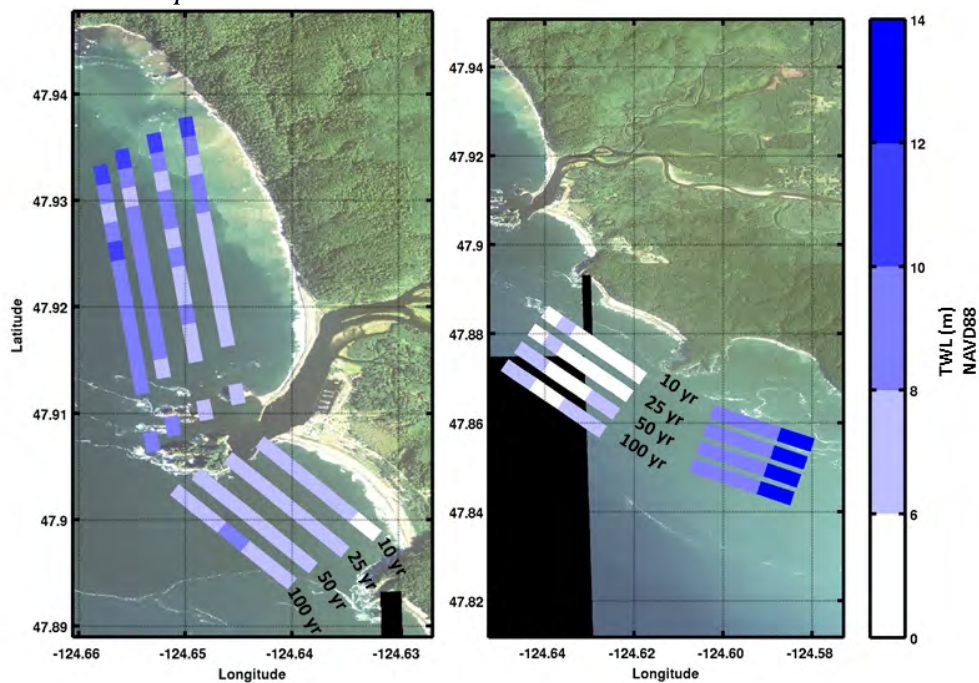 47.94
47.93
47.92
47.91
47.9
47.89
Latitude
-124.66
-124.65
-124.64
-124.63
Longitude
10 yr
25 yr
50 yr
100 yr
47.94
47.92
47.9
47.88
47.86
47.84
47.82
-124.64
-124.62
-124.60
-124.58
Longitude
10 yr
25 yr
50 yr
100 yr
14
12
10
8
6
0
TWL (m)
NAVD88